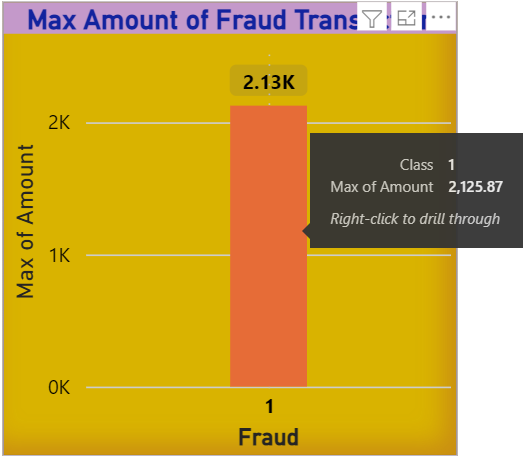 Max Amount of Fraud
2.13K
2K
1K
0K
Max of Amount
Class 1
Max of Amount 2,125.87
Right-click to drill through
1
Fraud